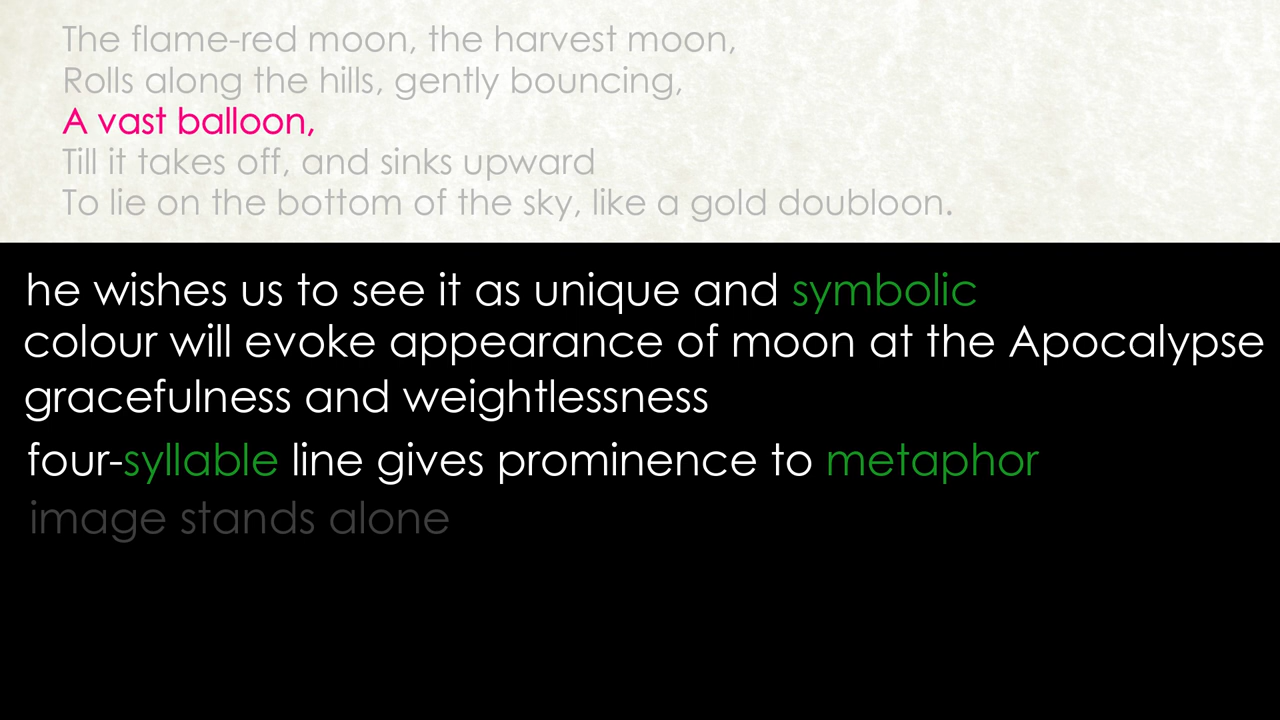 The flame-red moon, the harvest moon,
Rolls along the hills, gently bouncing,
A vast balloon,
Till it takes off, and sinks upward
To lie on the bottom of the sky, like a gold doubloon.
he wishes us to see it as unique and symbolic
colour will evoke appearance of moon at the Apocalypse
gracefulness and weightlessness
four-syllable line gives prominence to metaphor
image stands alone